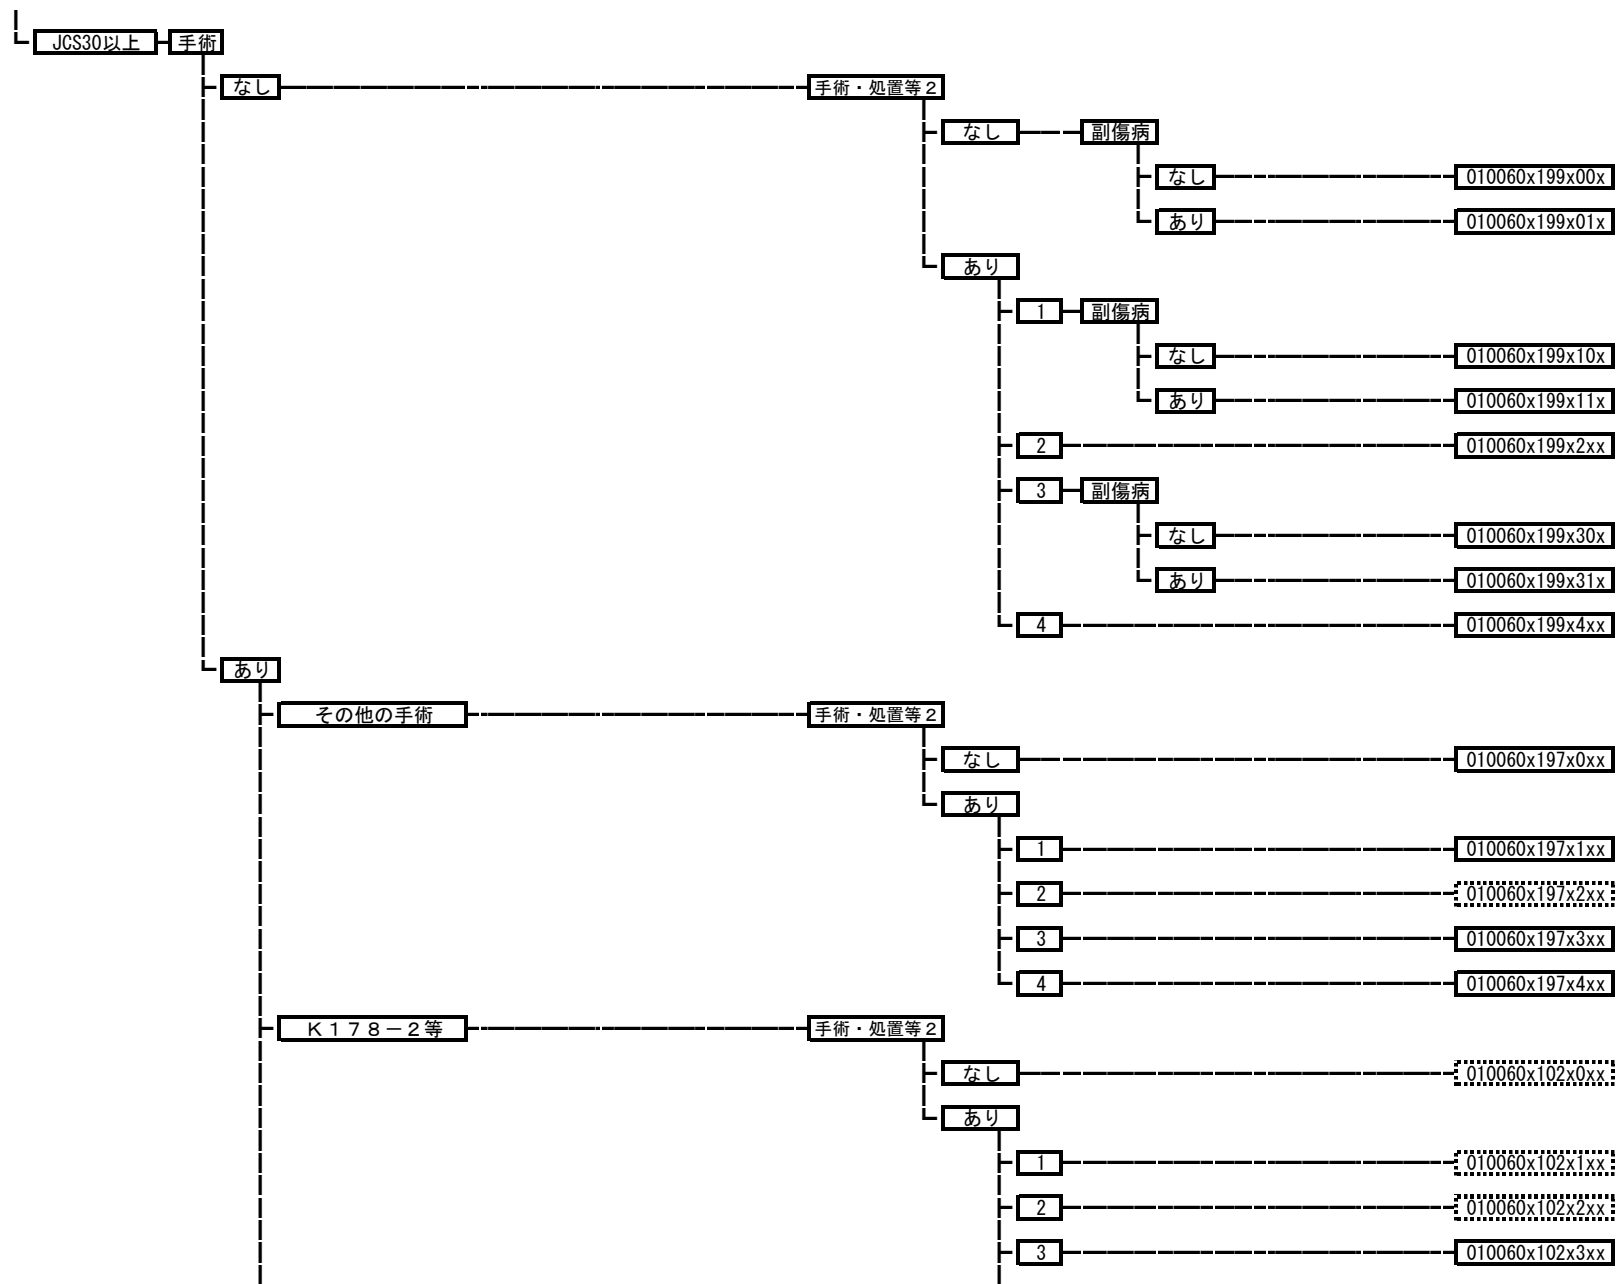 JCS30以上 手術
なし 手術・処置等２
なし 副傷病
なし 010060x199x00x
あり 010060x199x01x
あり
1 副傷病
なし 010060x199x10x
あり 010060x199x11x
2 010060x199x2xx
3 副傷病
なし 010060x199x30x
あり 010060x199x31x
4 010060x199x4xx
あり
その他の手術 手術・処置等２
なし 010060x197x0xx
あり
1 010060x197x1xx
2 010060x197x2xx
3 010060x197x3xx
4 010060x197x4xx
Ｋ１７８－２等 手術・処置等２
なし 010060x102x0xx
あり
1 010060x102x1xx
2 010060x102x2xx
3 010060x102x3xx